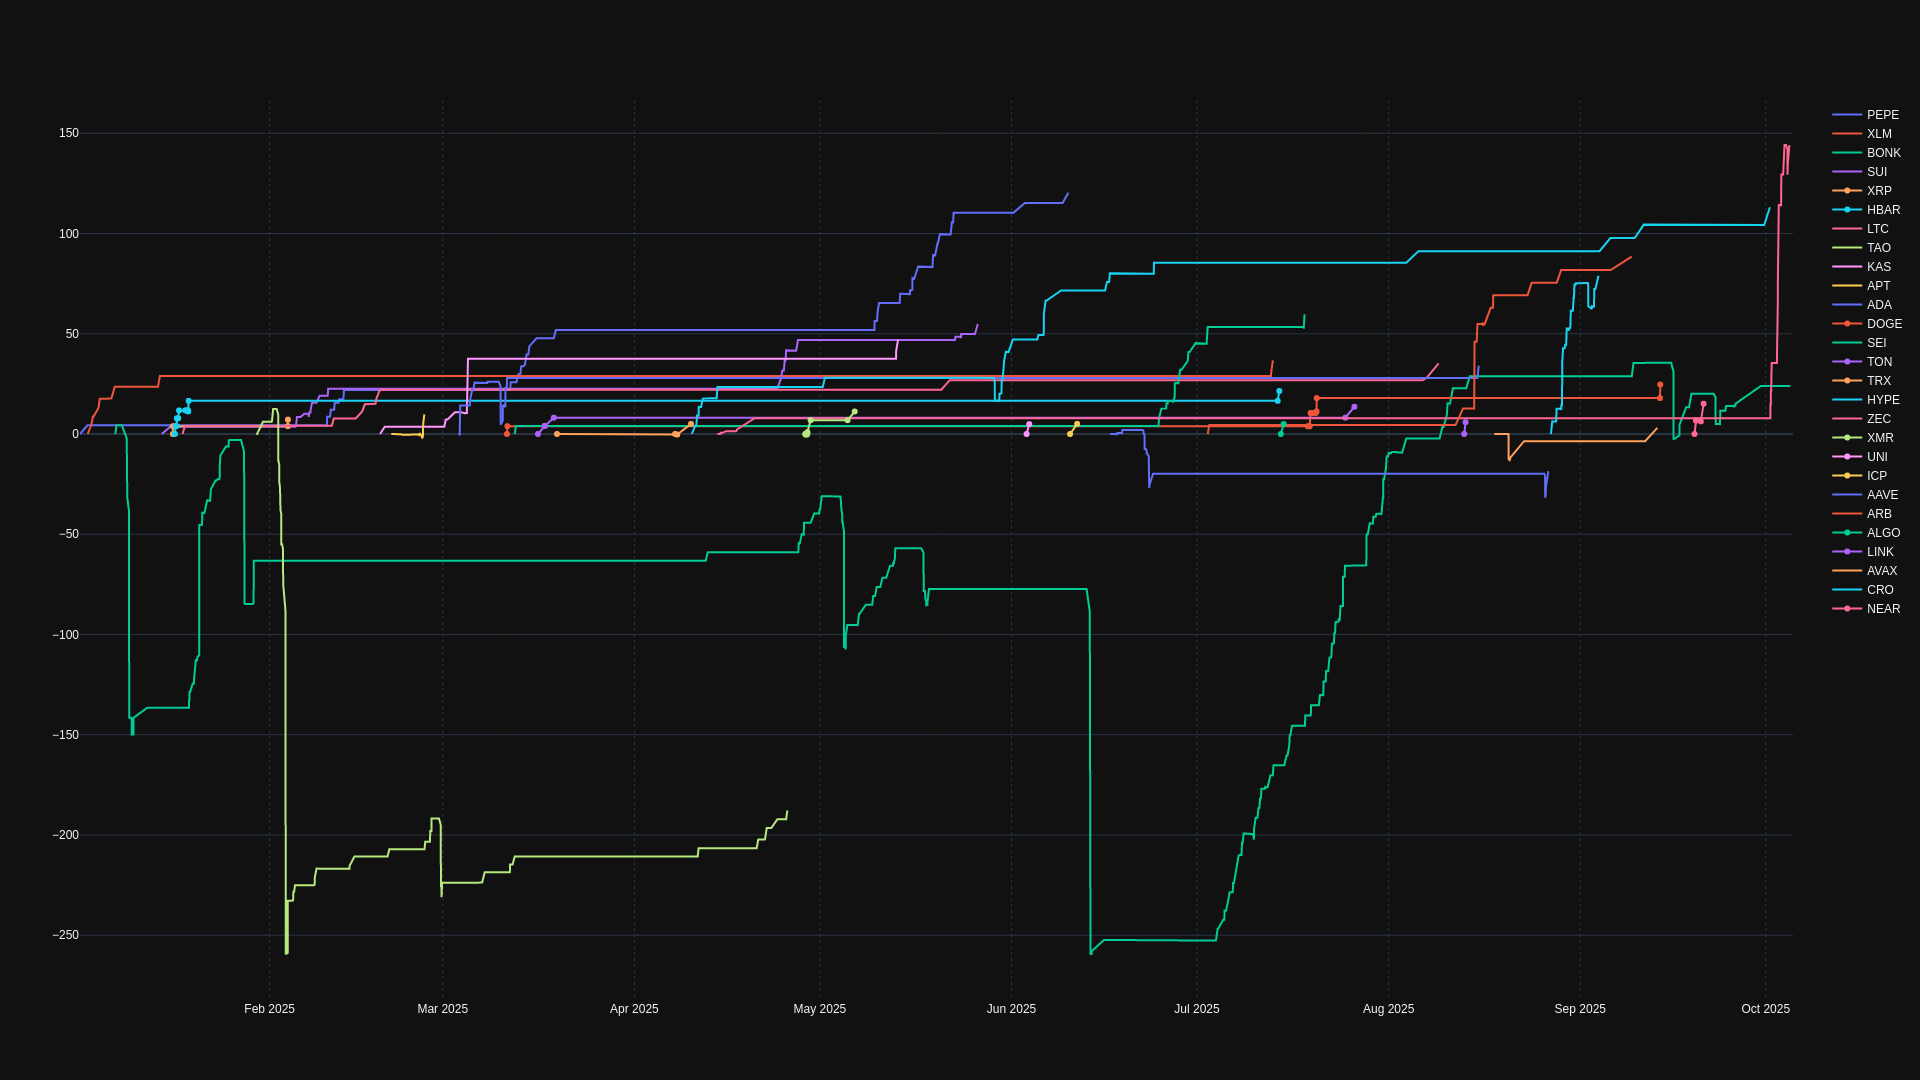 150
100
50
0
−50
−100
−150
−200
−250
Feb 2025
Mar 2025
Apr 2025
May 2025
Jun 2025
Jul 2025
Aug 2025
Sep 2025
Oct 2025
PEPE
XLM
BONK
SUI
XRP
HBAR
LTC
TAO
KAS
APT
ADA
DOGE
SEI
TON
TRX
HYPE
ZEC
XMR
UNI
ICP
AAVE
ARB
ALGO
LINK
AVAX
CRO
NEAR